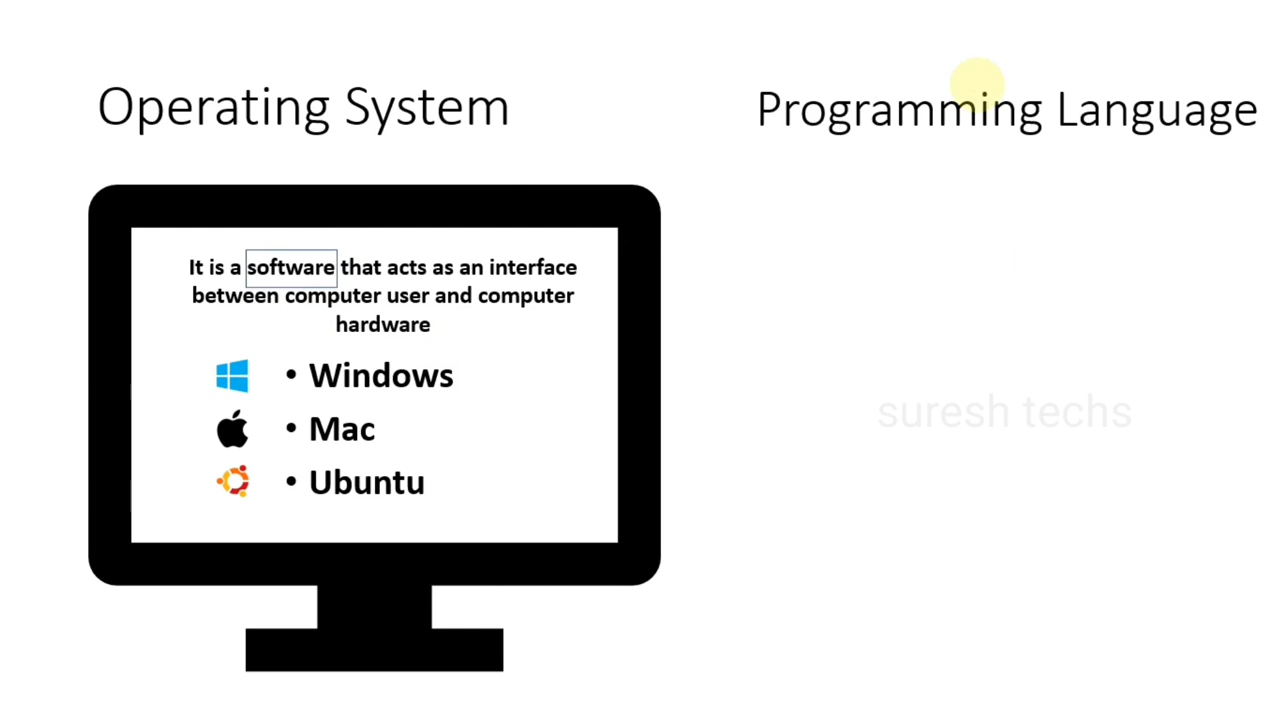 Operating System
Programming Language
It is a software that acts as an interface
between computer user and computer
hardware
• Windows
• Mac
• Ubuntu
suresh techs